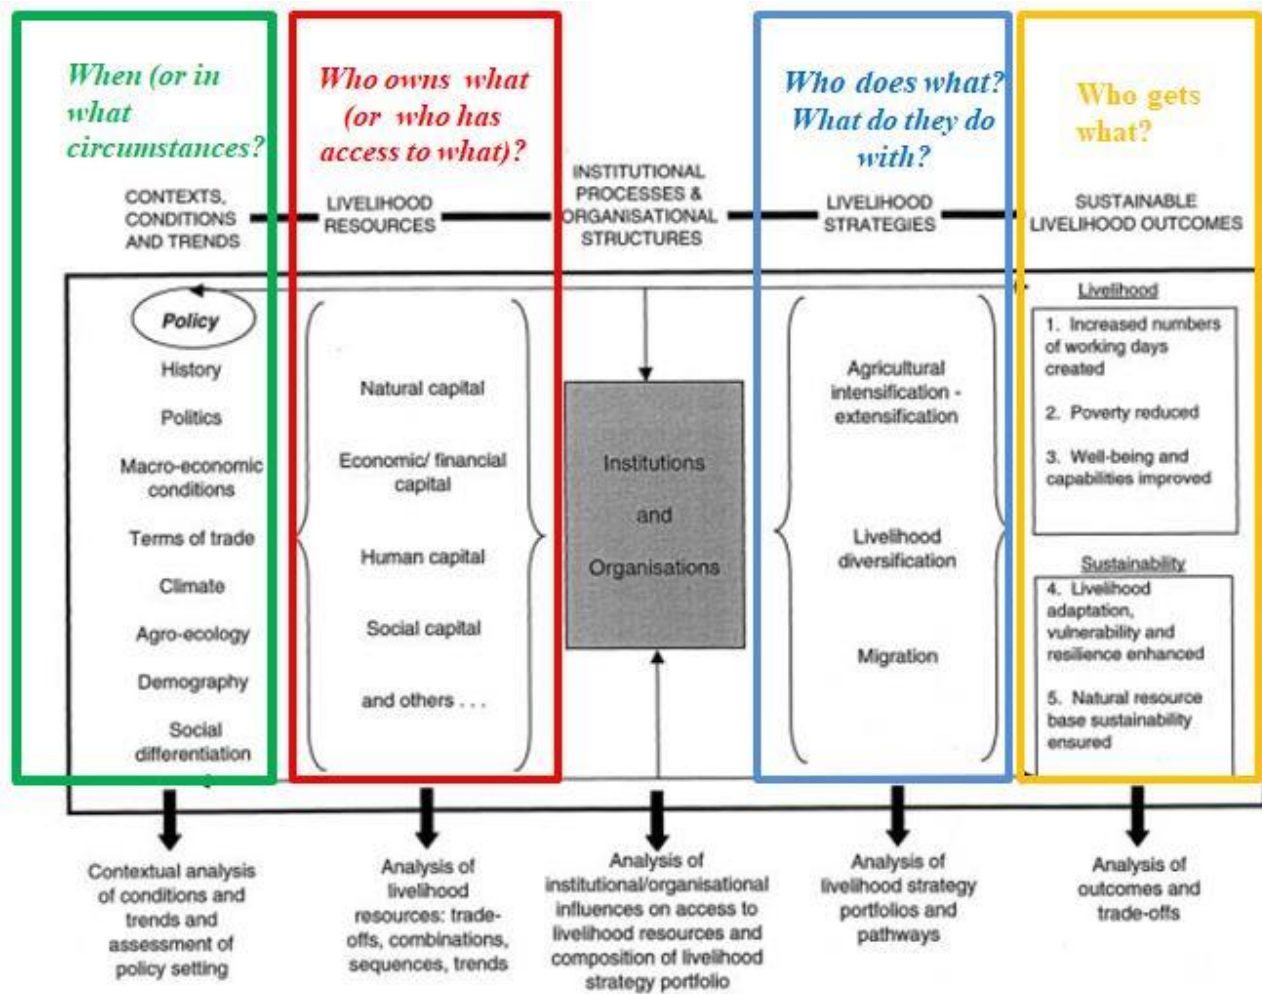 When (or in
what
circumstances?
Who owns what
(or who has
access to what)?
Who does what?
What do they do
with?
Who gets
what?
CONTEXTS,
CONDITIONS
AND TRENDS
LIVELIHOOD
RESOURCES
INSTITUTIONAL
PROCESSES &
ORGANISATIONAL
STRUCTURES
LIVELIHOOD
STRATEGIES
SUSTAINABLE
LIVELIHOOD OUTCOMES
Policy
History
Politics
Macro-economic
conditions
Terms of trade
Climate
Agro-ecology
Demography
Social
differentiation
Natural capital
Economic/ financial
capital
Human capital
Social capital
and others . . .
Institutions
and
Organisations
Agricultural
intensification -
extensification
Livelihood
diversification
Migration
Livelihood
1. Increased numbers
of working days
created
2. Poverty reduced
3. Well-being and
capabilities improved
Sustainability
4. Livelihood
adaptation,
vulnerability and
resilience enhanced
5. Natural resource
base sustainability
ensured
Contextual analysis
of conditions and
trends and
assessment of
policy setting
Analysis of
livelihood
resources: trade-
offs, combinations,
sequences, trends
Analysis of
institutional/organisational
influences on access to
livelihood resources and
composition of livelihood
strategy portfolio
Analysis of
livelihood strategy
portfolios and
pathways
Analysis of
outcomes and
trade-offs